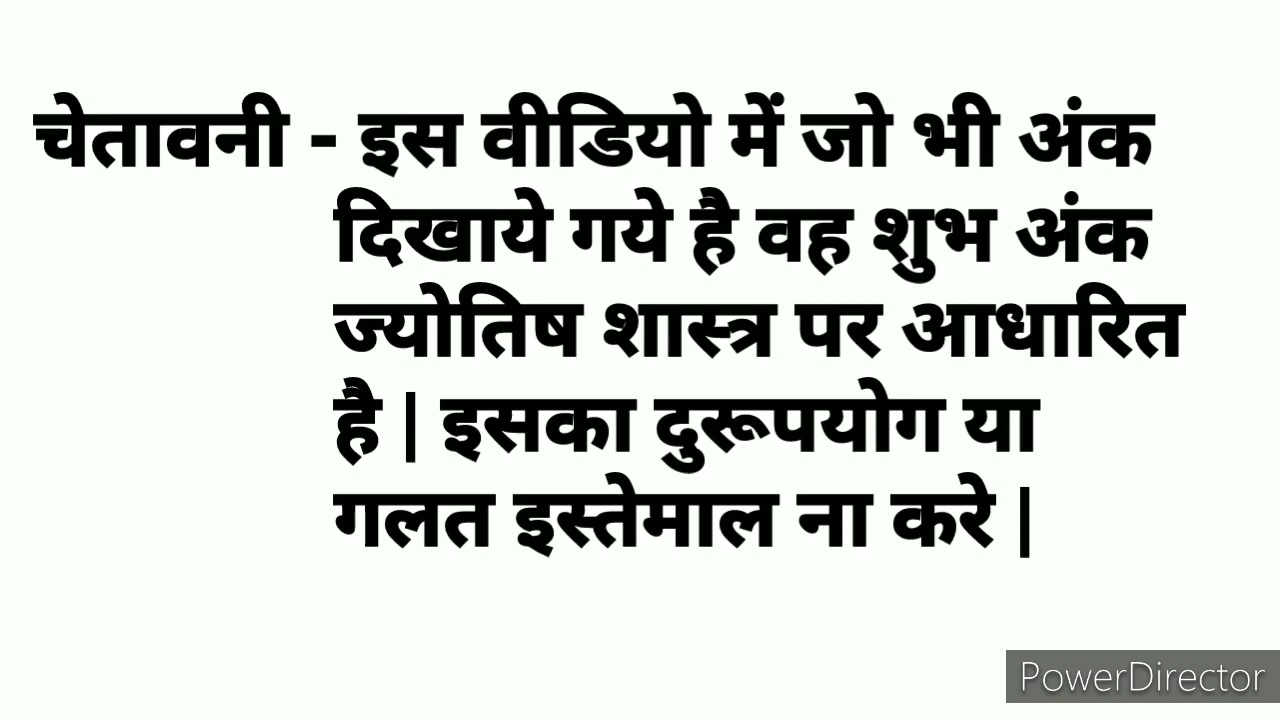 चेतावनी - इस वीडियो में जो भी अंक
दिखाये गये है वह शुभ अंक
ज्योतिष शास्त्र पर आधारित
है | इसका दुरूपयोग या
गलत इस्तेमाल ना करे |
PowerDirector